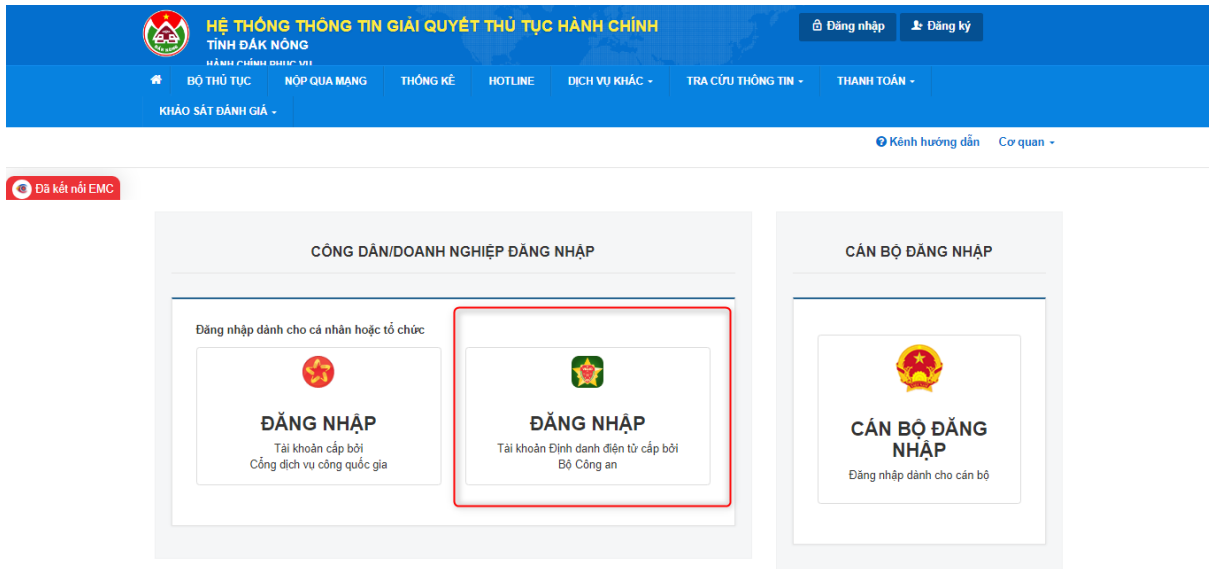 HỆ THỐNG THÔNG TIN GIẢI QUYẾT THỦ TỤC HÀNH CHÍNH
TỈNH ĐẮK NÔNG
HÀNH CHÍNH PHỤC VỤ
Đăng nhập
Đăng ký
BỘ THỦ TỤC
NỘP QUA MẠNG
THỐNG KÊ
HOTLINE
DỊCH VỤ KHÁC
TRA CỨU THÔNG TIN
THANH TOÁN
KHẢO SÁT ĐÁNH GIÁ
Kênh hướng dẫn
Cơ quan
Đã kết nối EMC
CÔNG DÂN/DOANH NGHIỆP ĐĂNG NHẬP
Đăng nhập dành cho cá nhân hoặc tổ chức
ĐĂNG NHẬP
Tài khoản cấp bởi
Cổng dịch vụ công quốc gia
ĐĂNG NHẬP
Tài khoản Định danh điện tử cấp bởi
Bộ Công an
CÁN BỘ ĐĂNG NHẬP
CÁN BỘ ĐĂNG
NHẬP
Đăng nhập dành cho cán bộ